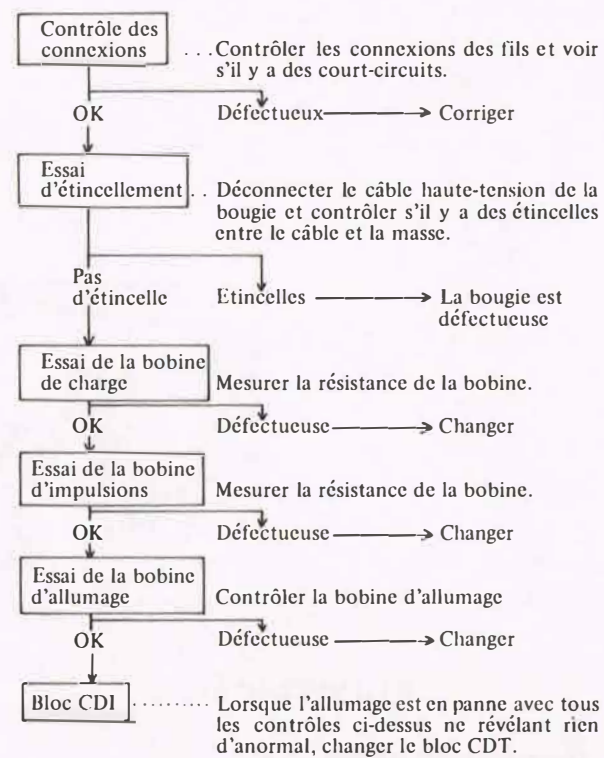 Contrôle des
connexions
. . .Contrôler les connexions des fils et voir
s'il y a des court-circuits.
OK
Défectueux
Corriger
Essai
d'étincellement
. . Déconnecter le câble haute-tension de la
bougie et contrôler s'il y a des étincelles
entre le câble et la masse.
Pas
d'étincelle
Etincelles
La bougie est
défectueuse
Essai de la bobine
de charge
Mesurer la résistance de la bobine.
OK
Défectueuse
Changer
Essai de la bobine
d'impulsions
Mesurer la résistance de la bobine.
OK
Défectueuse
Changer
Essai de la bobine
d'allumage
Contrôler la bobine d'allumage
OK
Défectueuse
Changer
Bloc CDI
.......... Lorsque l'allumage est en panne avec tous
les contrôles ci-dessus ne révélant rien
d'anormal, changer le bloc CDT.